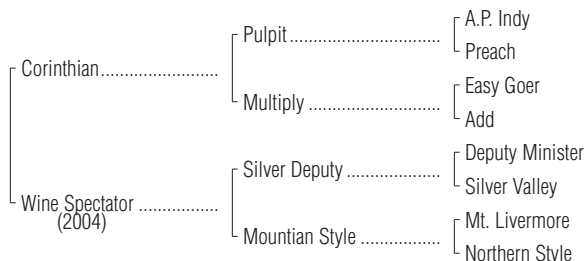 A.P. Indy
Pulpit
Preach
Corinthian
Easy Goer
Multiply
Add
Deputy Minister
Silver Deputy
Silver Valley
Wine Spectator
(2004)
Mt. Livermore
Mountian Style
Northern Style